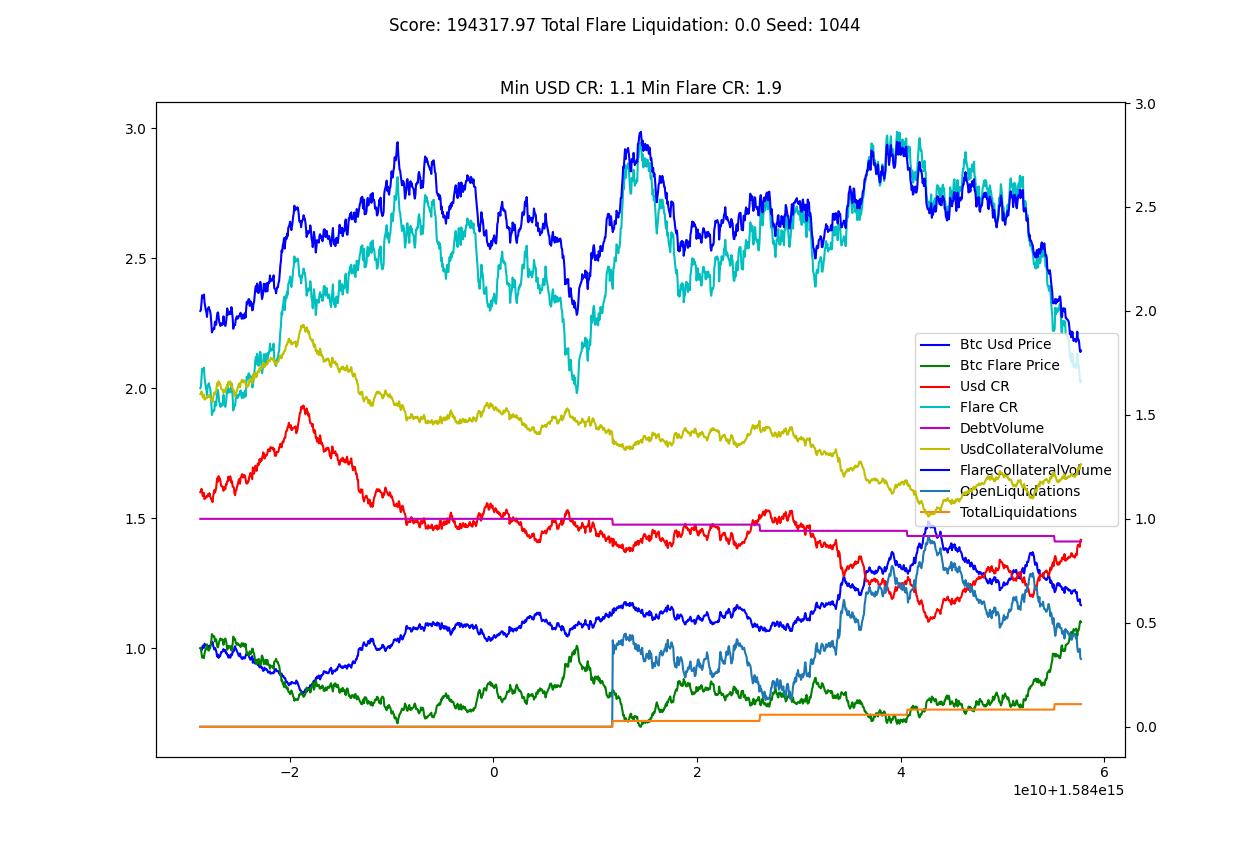 Score: 194317.97 Total Flare Liquidation: 0.0 Seed: 1044
Min USD CR: 1.1 Min Flare CR: 1.9
3.0
2.5
2.0
1.5
1.0
3.0
2.5
2.0
1.5
1.0
0.5
0.0
Btc Usd Price
Btc Flare Price
Usd CR
Flare CR
DebtVolume
UsdCollateralVolume
FlareCollateralVolume
OpenLiquidations
TotalLiquidations
−2 0 2 4 6
1e10+1.584e15